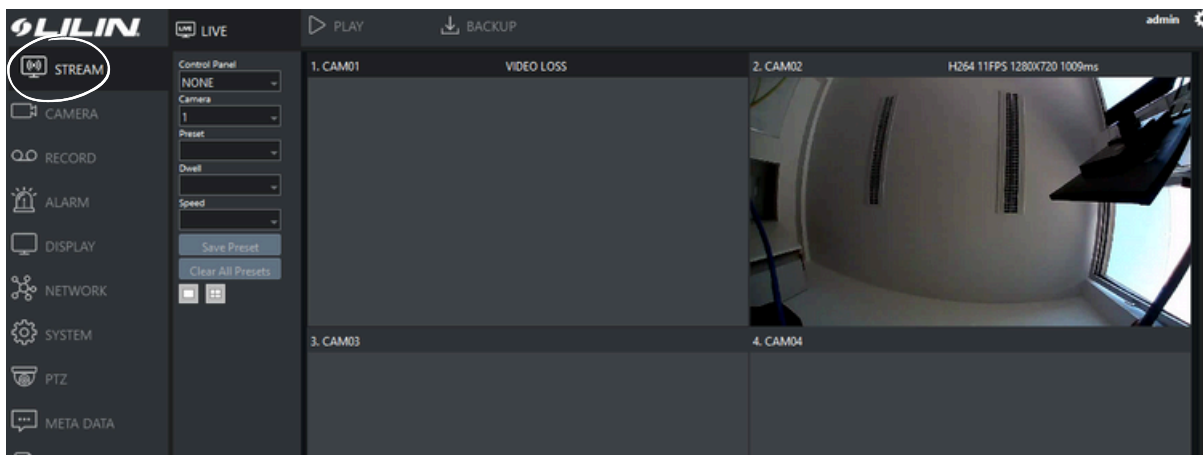 LILIN
LIVE
PLAY
BACKUP
admin
STREAM
CAMERA
RECORD
ALARM
DISPLAY
NETWORK
SYSTEM
PTZ
META DATA
Control Panel
NONE
Camera
1
Preset
Dwell
Speed
Save Preset
Clear All Presets
1. CAM01 VIDEO LOSS
2. CAM02 H264 11FPS 1280X720 1009ms
3. CAM03
4. CAM04